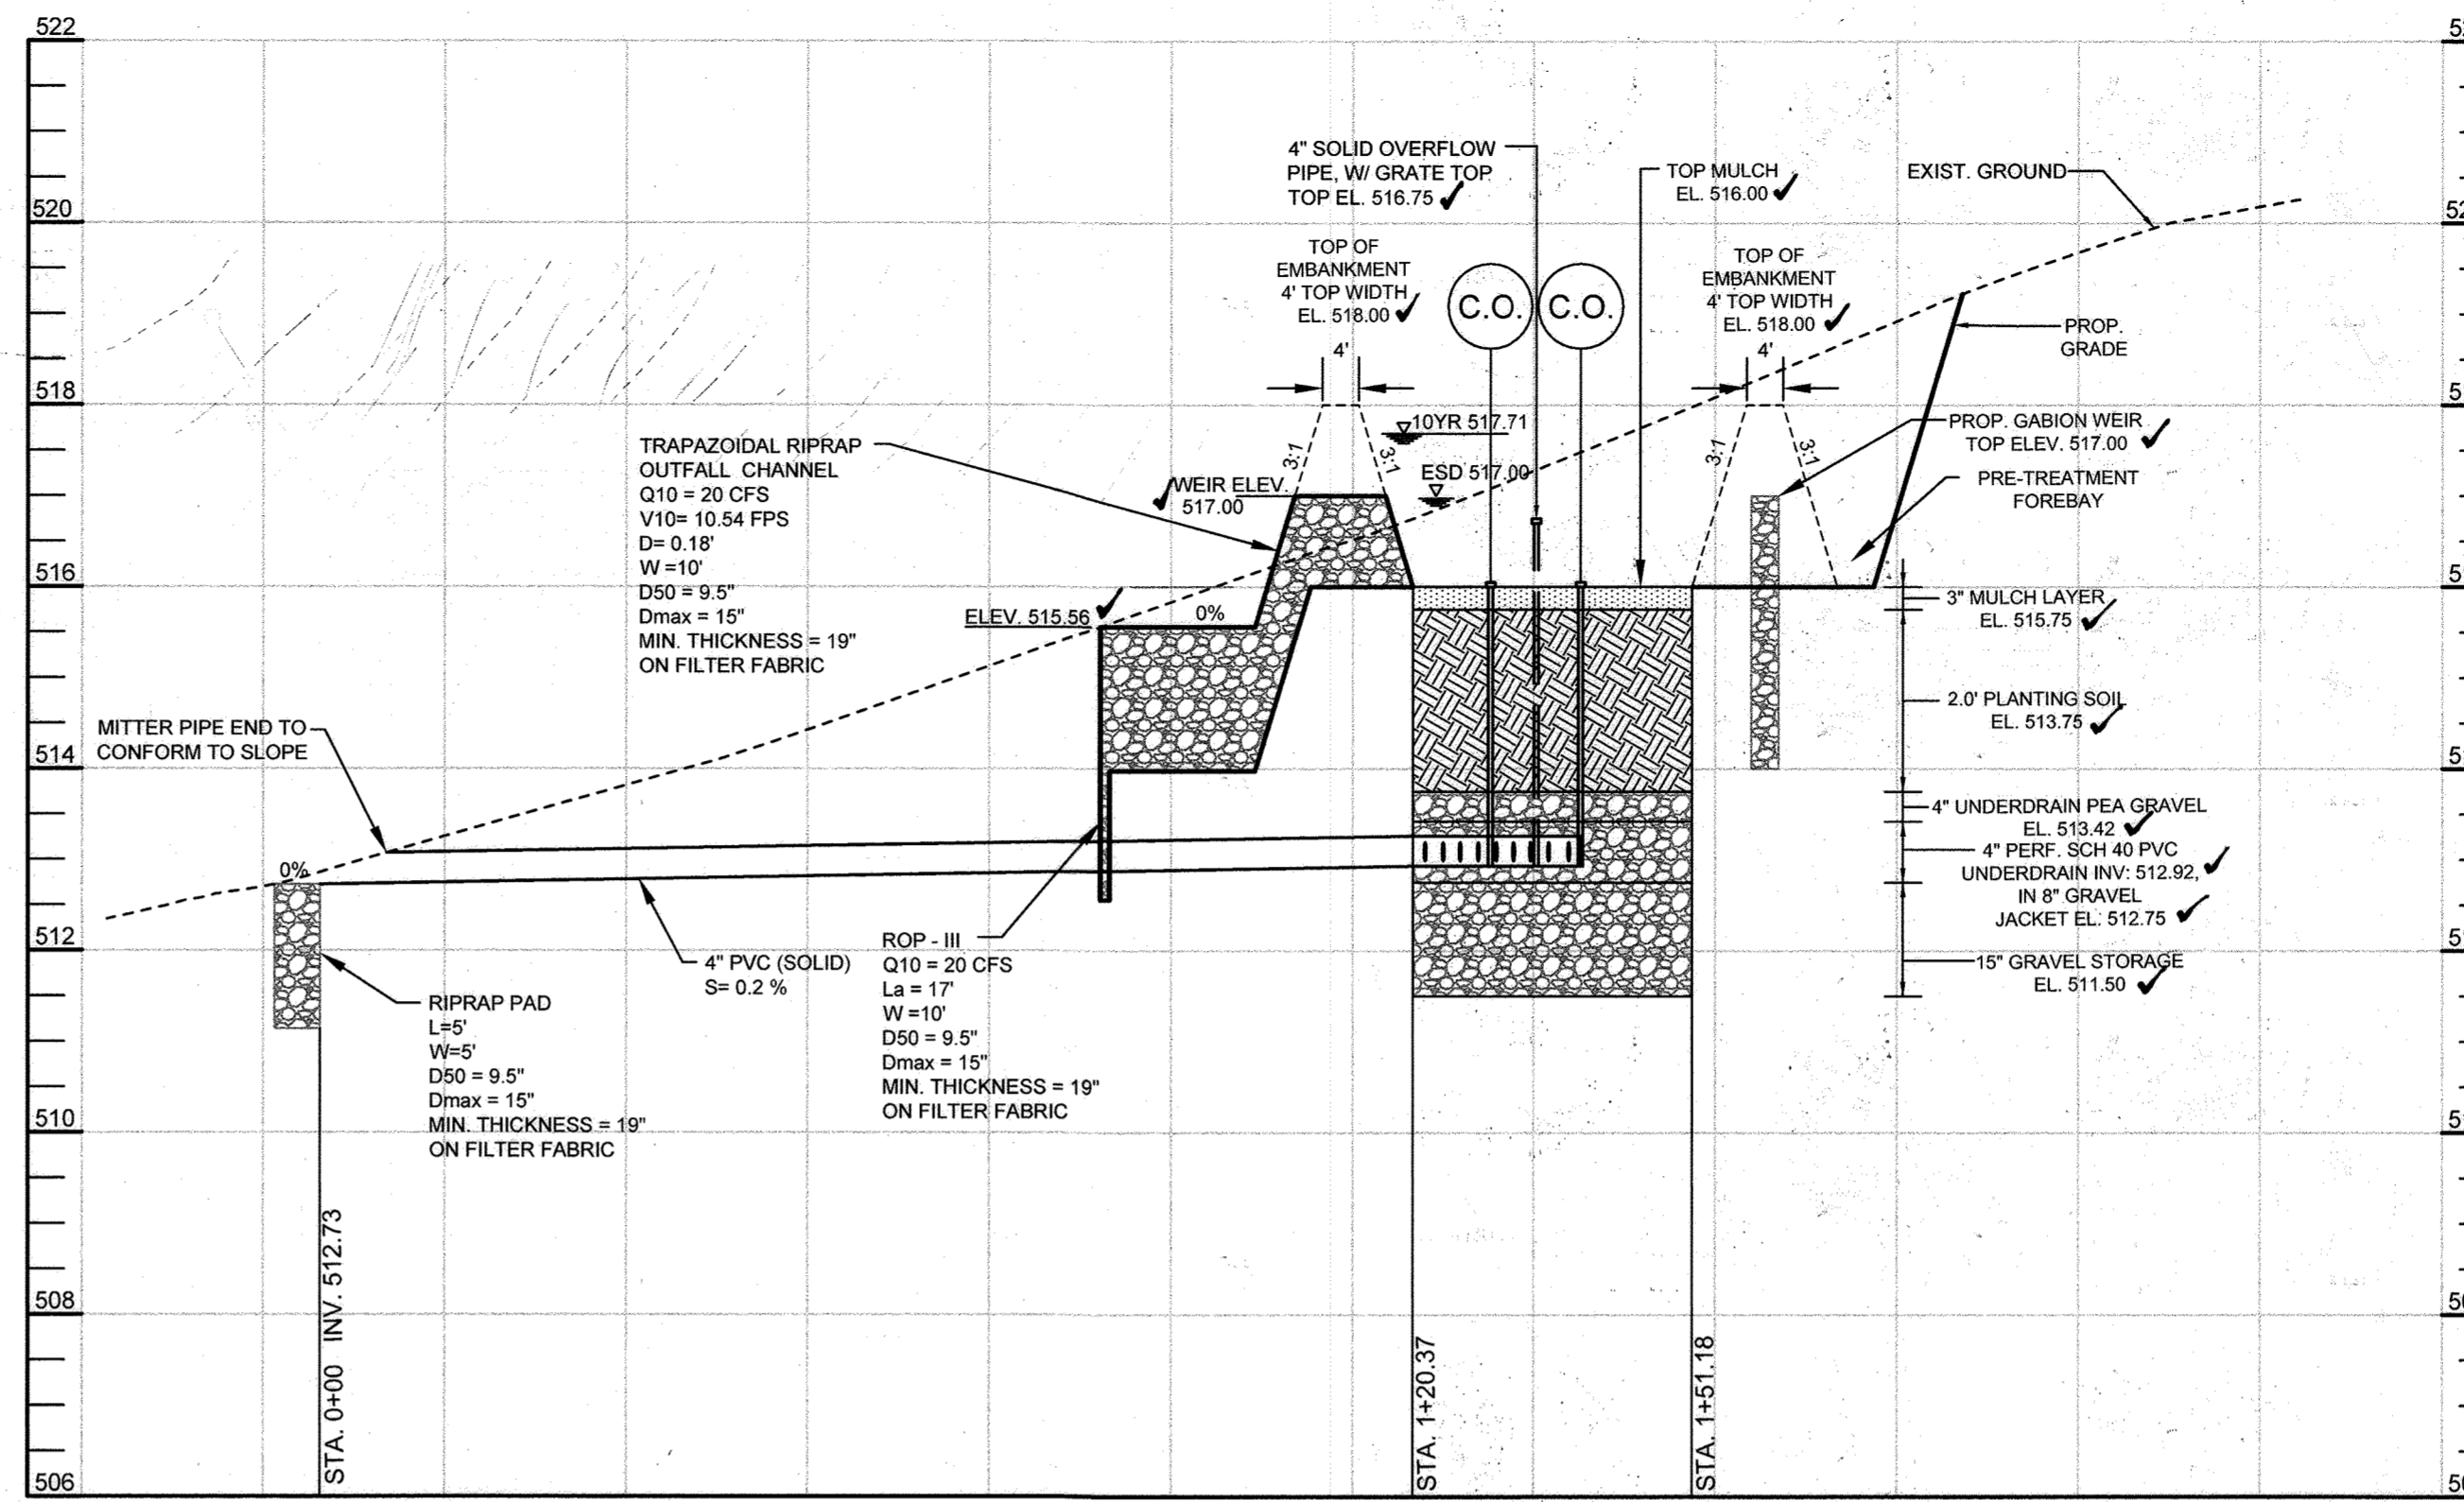 522
520
518
516
514
512
510
508
506
4" SOLID OVERFLOW
PIPE, W/ GRATE TOP
TOP EL. 516.75
TOP MULCH
EL. 516.00
EXIST. GROUND
TOP OF
EMBANKMENT
4' TOP WIDTH
EL. 518.00
4'
C.O.
C.O.
TOP OF
EMBANKMENT
4' TOP WIDTH
EL. 518.00
4'
PROP.
GRADE
10YR 517.71
ESD 517.00
3:1
3:1
3:1
3:1
PROP. GABION WEIR
TOP ELEV. 517.00
PRE-TREATMENT
FOREBAY
TRAPAZOIDAL RIPRAP
OUTFALL CHANNEL
Q10 = 20 CFS
V10= 10.54 FPS
D= 0.18'
W =10'
D50 = 9.5"
Dmax = 15"
MIN. THICKNESS = 19"
ON FILTER FABRIC
WEIR ELEV.
517.00
ELEV. 515.56
0%
3" MULCH LAYER
EL. 515.75
2.0' PLANTING SOIL
EL. 513.75
4" UNDERDRAIN PEA GRAVEL
EL. 513.42
4" PERF. SCH 40 PVC
UNDERDRAIN INV: 512.92,
IN 8" GRAVEL
JACKET EL. 512.75
15" GRAVEL STORAGE
EL. 511.50
MITTER PIPE END TO
CONFORM TO SLOPE
0%
4" PVC (SOLID)
S= 0.2 %
ROP - III
Q10 = 20 CFS
La = 17'
W =10'
D50 = 9.5"
Dmax = 15"
MIN. THICKNESS = 19"
ON FILTER FABRIC
RIPRAP PAD
L=5'
W=5'
D50 = 9.5"
Dmax = 15"
MIN. THICKNESS = 19"
ON FILTER FABRIC
STA. 0+00 INV. 512.73
STA. 1+20.37
STA. 1+51.18